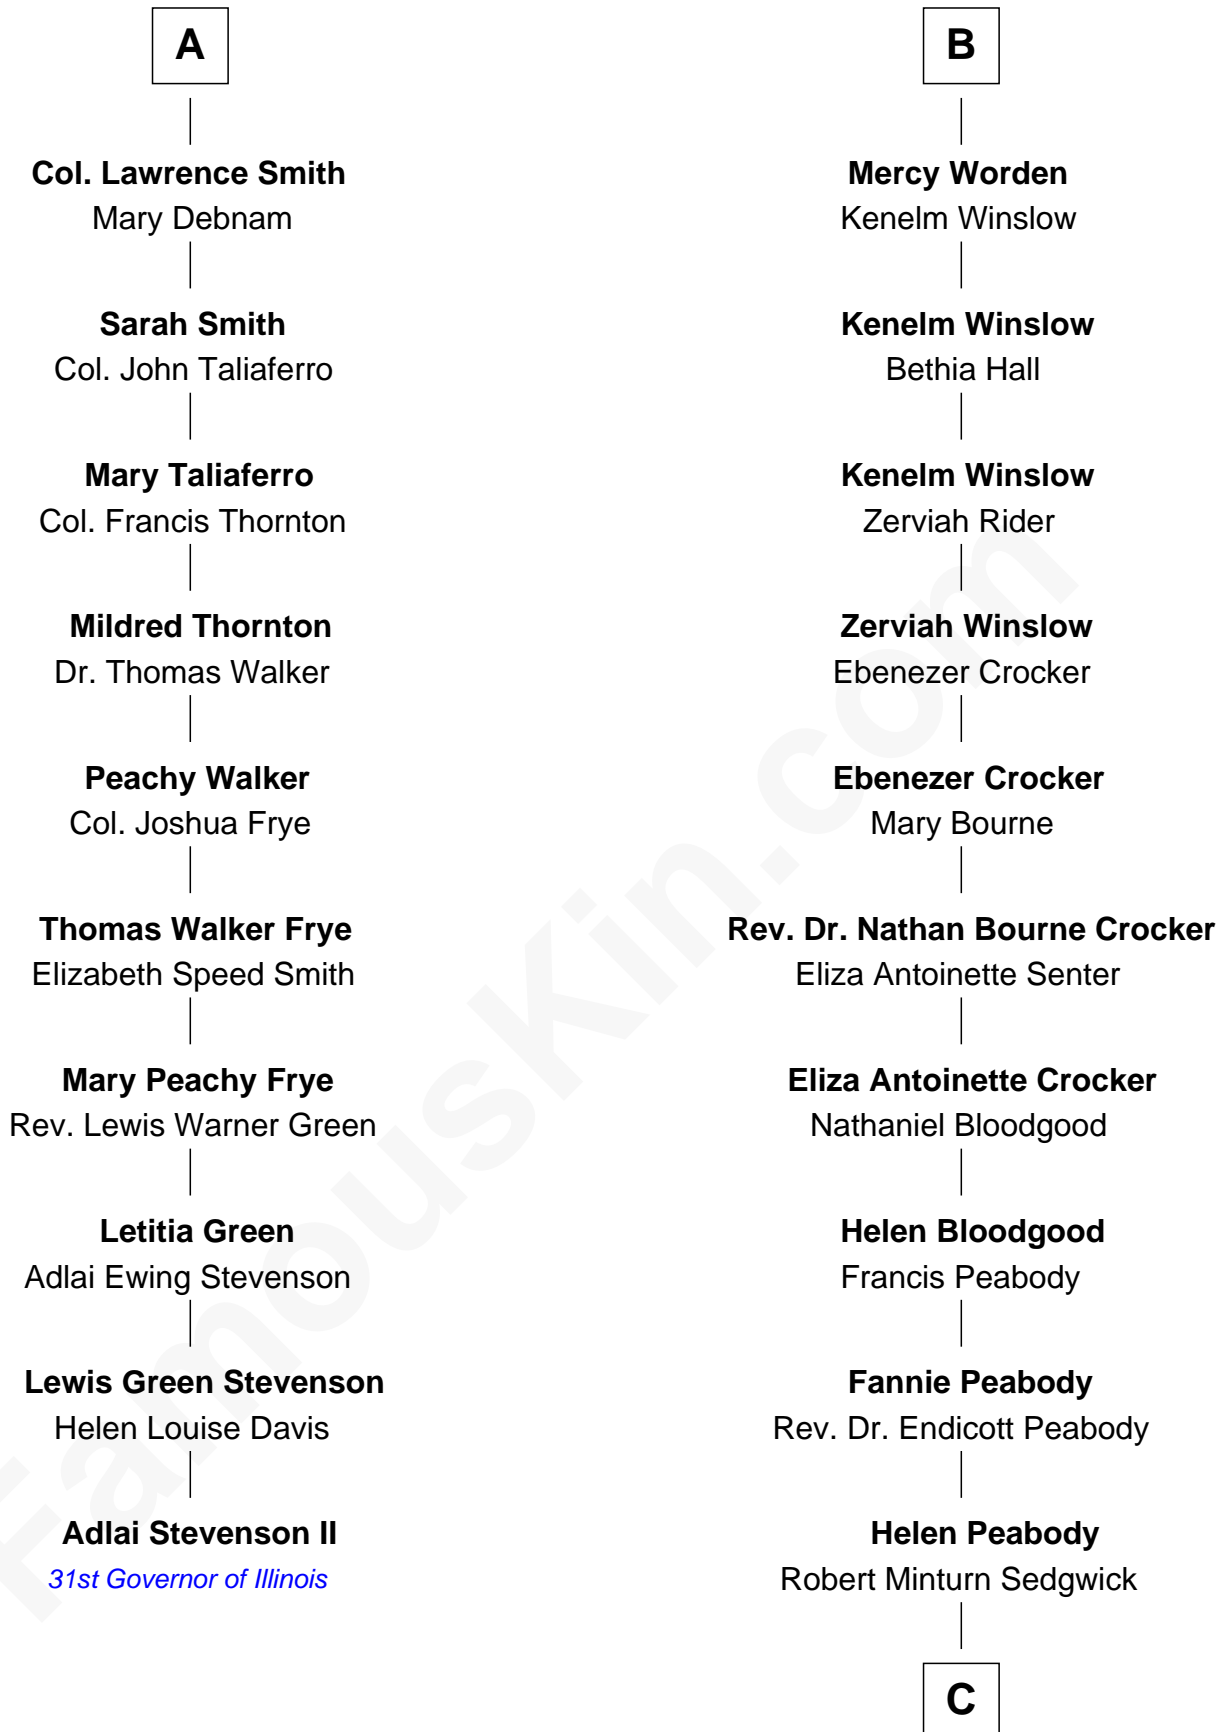 A
Col. Lawrence Smith
Mary Debnam
Sarah Smith
Col. John Taliaferro
Mary Taliaferro
Col. Francis Thornton
Mildred Thornton
Dr. Thomas Walker
Peachy Walker
Col. Joshua Frye
Thomas Walker Frye
Elizabeth Speed Smith
Mary Peachy Frye
Rev. Lewis Warner Green
Letitia Green
Adlai Ewing Stevenson
Lewis Green Stevenson
Helen Louise Davis
Adlai Stevenson II
31st Governor of Illinois
B
Mercy Worden
Kenelm Winslow
Kenelm Winslow
Bethia Hall
Kenelm Winslow
Zerviah Rider
Zerviah Winslow
Ebenezer Crocker
Ebenezer Crocker
Mary Bourne
Rev. Dr. Nathan Bourne Crocker
Eliza Antoinette Senter
Eliza Antoinette Crocker
Nathaniel Bloodgood
Helen Bloodgood
Francis Peabody
Fannie Peabody
Rev. Dr. Endicott Peabody
Helen Peabody
Robert Minturn Sedgwick
C
FamousKin.com